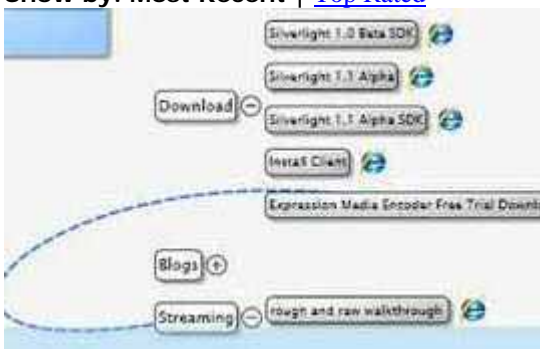 Show by: Most Recent | Top Rated
Silverlight 1.0 Beta SDK
Silverlight 1.1 Alpha
Download
Silverlight 1.1 Alpha SDK
Install Client
Expression Media Encoder Free Trial
Blogs
Streaming
rough and raw walkthrough